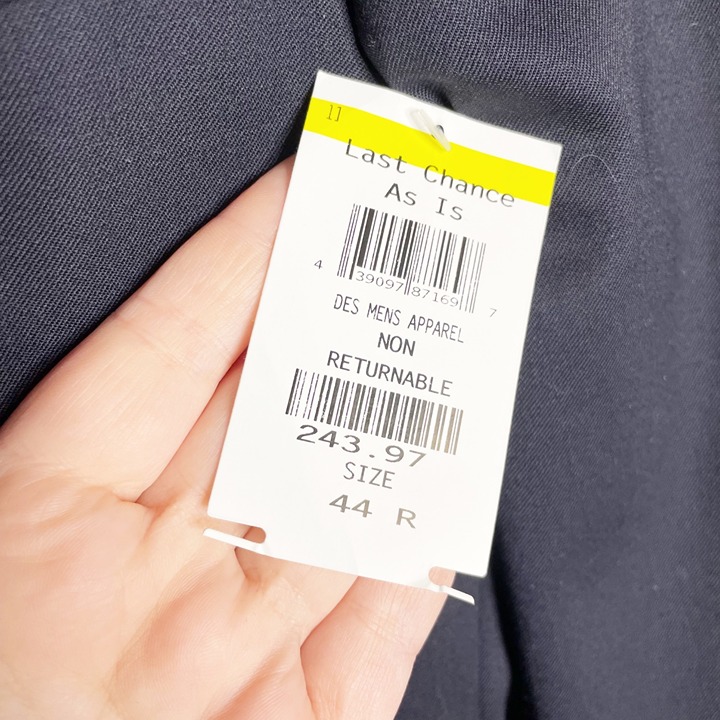 11
Last Chance
As Is
4 39097 87169 7
DES MENS APPAREL
NON
RETURNABLE
243.97
SIZE
44 R